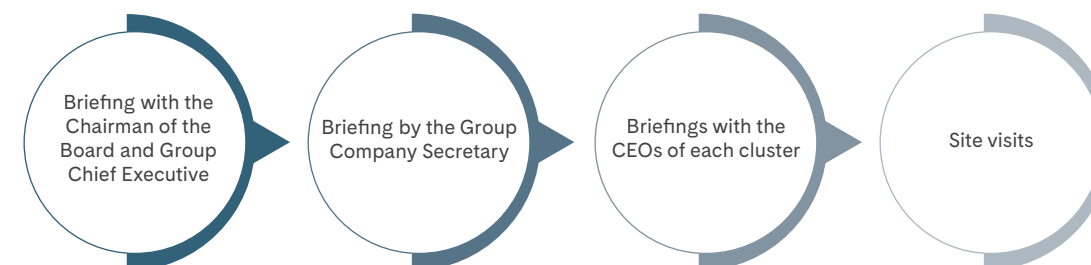 Briefing with the
Chairman of the
Board and Group
Chief Executive
Briefing by the Group
Company Secretary
Briefings with the
CEOs of each cluster
Site visits